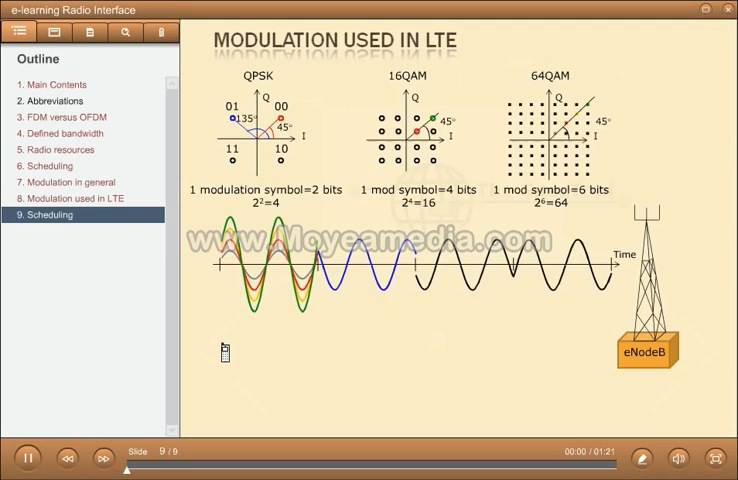 e-learning Radio Interface
Outline
1. Main Contents
2. Abbreviations
3. FDM versus OFDM
4. Defined bandwidth
5. Radio resources
6. Scheduling
7. Modulation in general
8. Modulation used in LTE
9. Scheduling
MODULATION USED IN LTE
QPSK
16QAM
64QAM
Q
Q
01
00
135°
45°
I
11
10
45°
I
45°
1 modulation symbol=2 bits
1 mod symbol=4 bits
1 mod symbol=6 bits
2²=4
2⁴=16
2⁶=64
www.Moyeamedia.com
Time
eNodeB
Slide 9 / 9
00:00 / 01:21